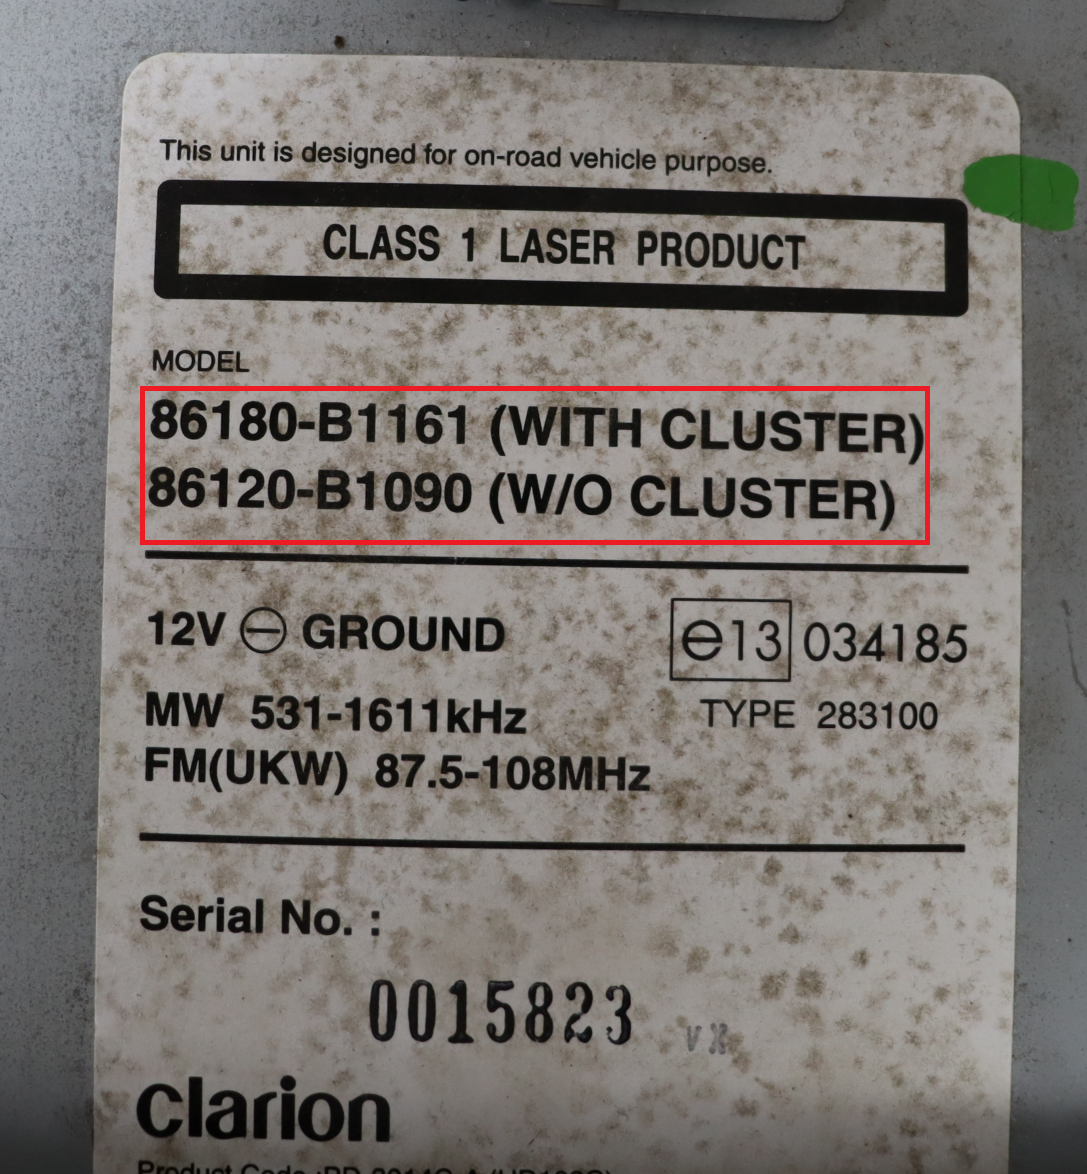 This unit is designed for on-road vehicle purpose.
CLASS 1 LASER PRODUCT
MODEL
86180-B1161 (WITH CLUSTER)
86120-B1090 (W/O CLUSTER)
12V ⊖ GROUND
e13 034185
MW 531-1611kHz
TYPE 283100
FM(UKW) 87.5-108MHz
Serial No. :
0015823
Clarion
Product Code